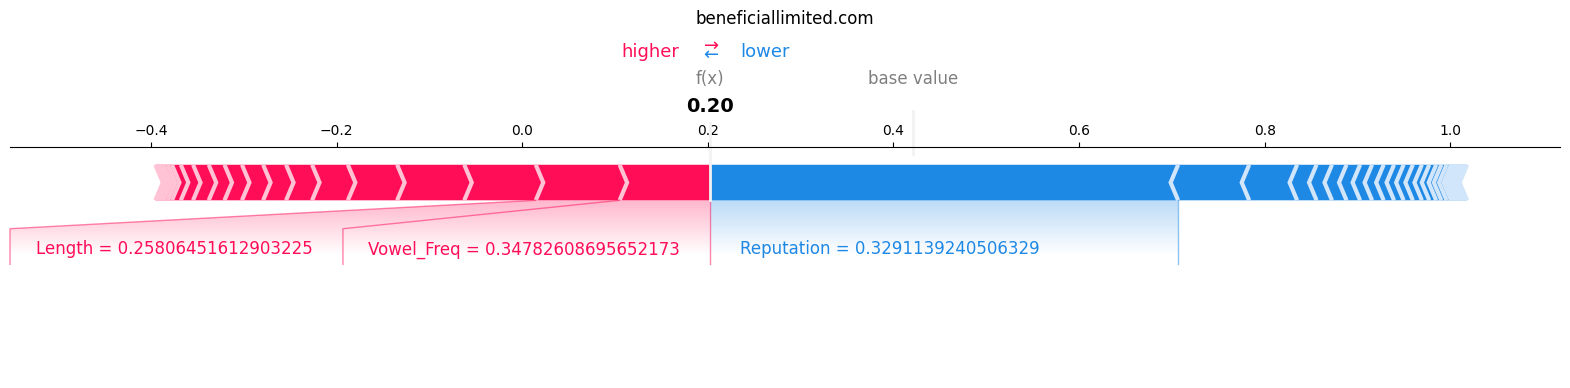 beneficiallimited.com
higher ⇄ lower
f(x) base value
0.20
−0.4 −0.2 0.0 0.2 0.4 0.6 0.8 1.0
Length = 0.25806451612903225 Vowel_Freq = 0.34782608695652173 Reputation = 0.3291139240506329